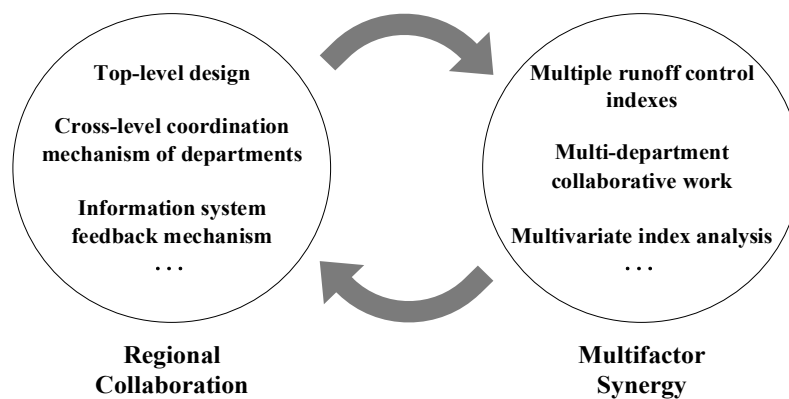 Top-level design
Cross-level coordination
mechanism of departments
Information system
feedback mechanism
...
Regional
Collaboration
Multiple runoff control
indexes
Multi-department
collaborative work
Multivariate index analysis
...
Multifactor
Synergy